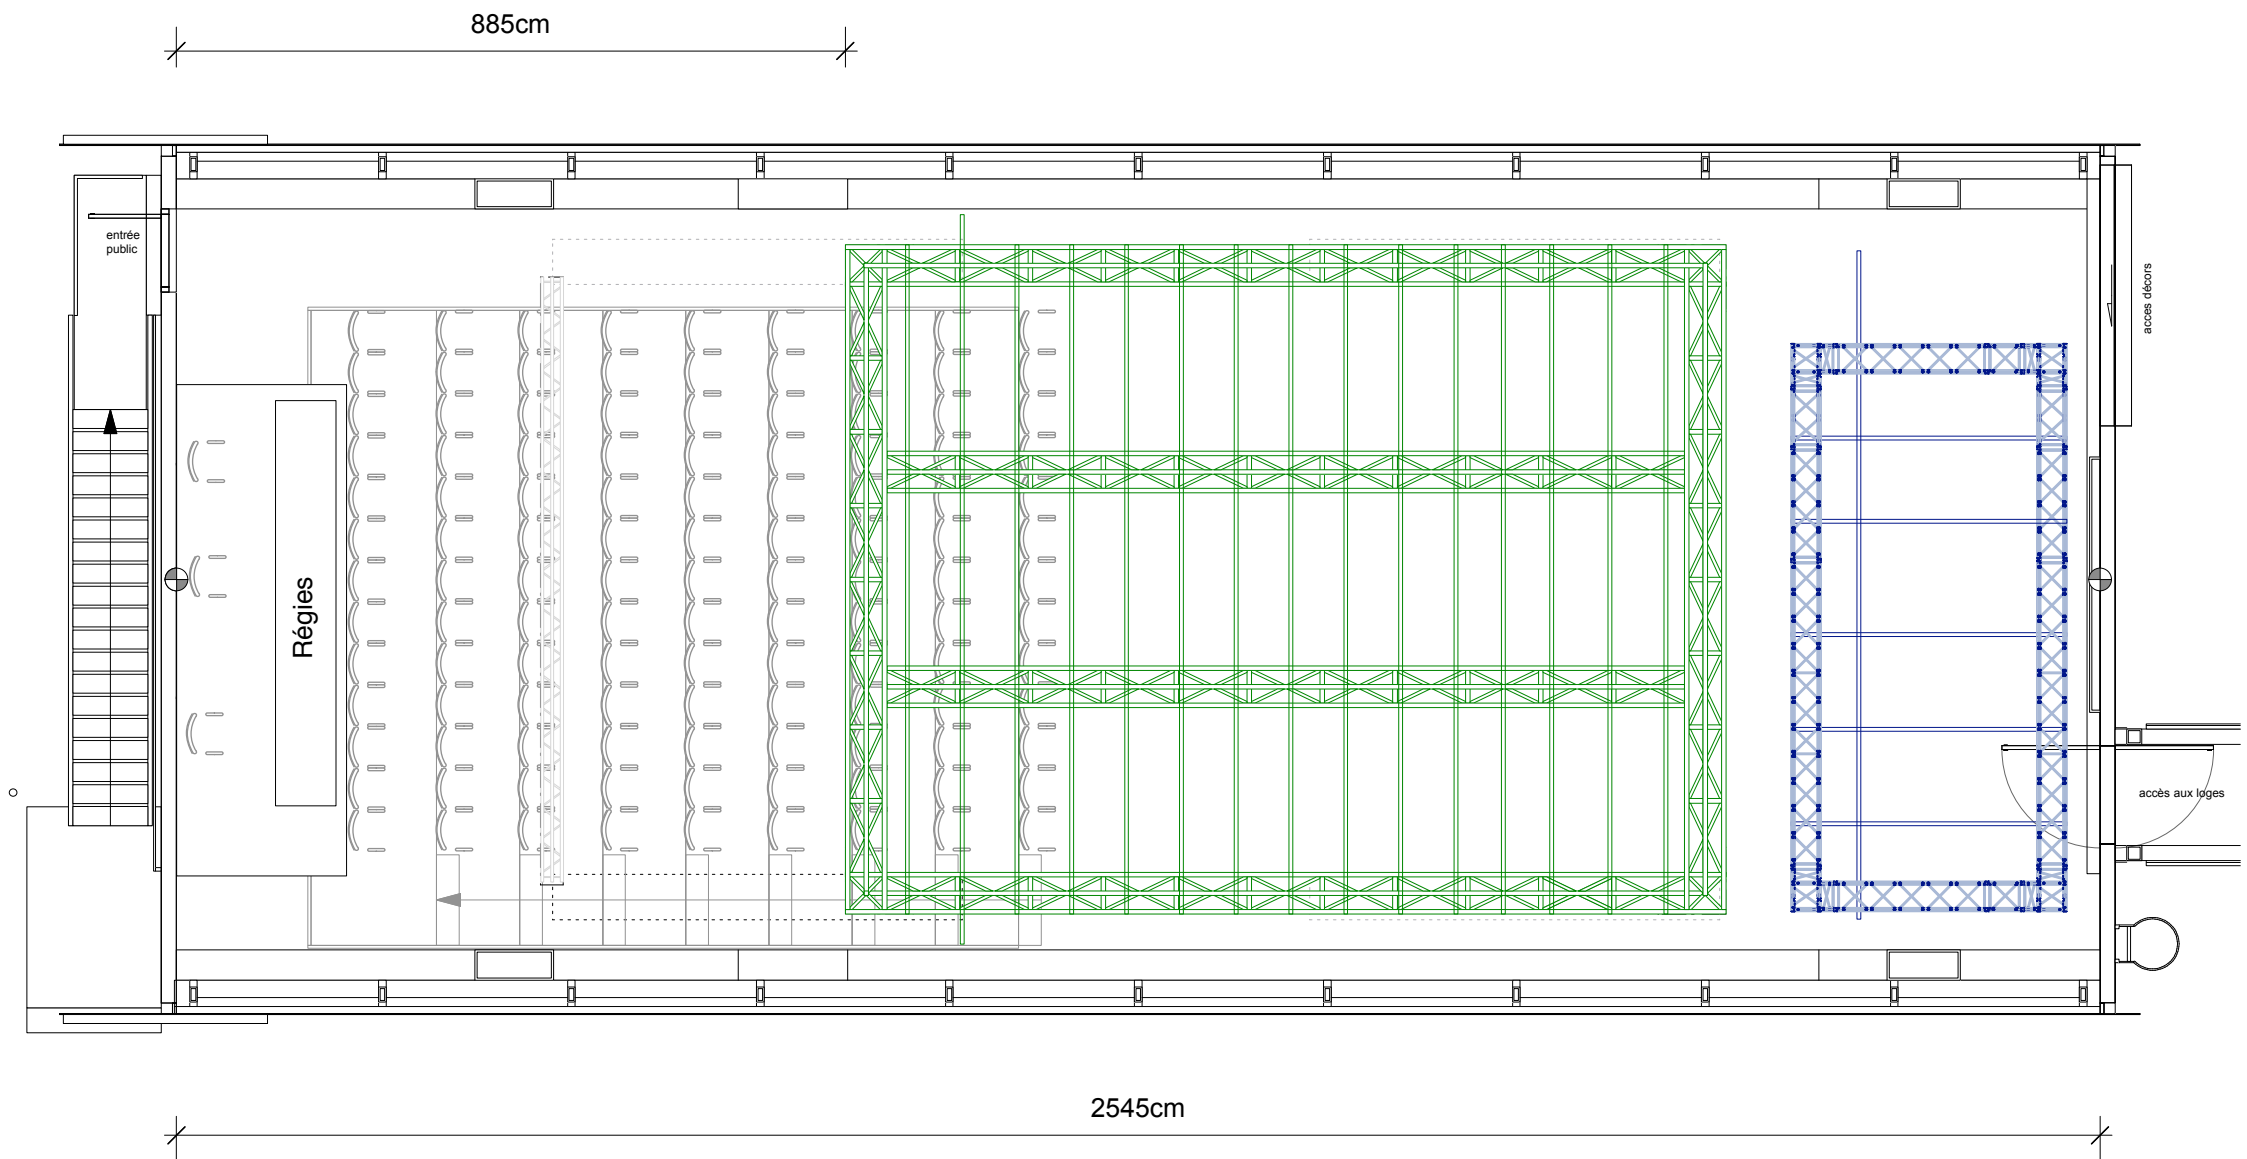 885cm
entrée
public
acces décors
Régies
accès aux loges
2545cm